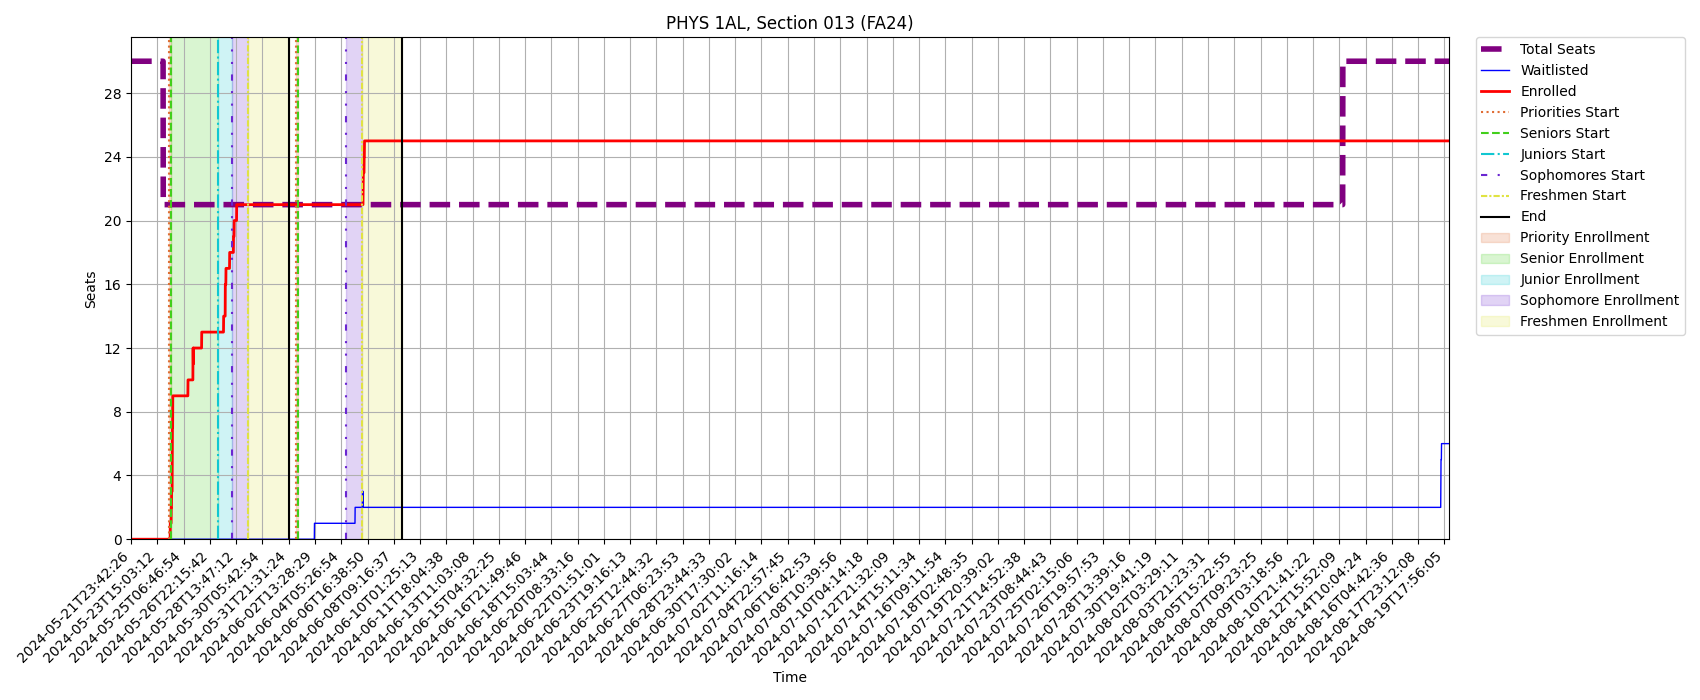 PHYS 1AL, Section 013 (FA24)
Total Seats
Waitlisted
Enrolled
Priorities Start
Seniors Start
Juniors Start
Sophomores Start
Freshmen Start
End
Priority Enrollment
Senior Enrollment
Junior Enrollment
Sophomore Enrollment
Freshmen Enrollment
Seats
28
24
20
16
12
8
4
0
2024-05-21T23:42:26
2024-05-23T15:03:12
2024-05-25T06:46:54
2024-05-26T22:15:42
2024-05-28T13:47:12
2024-05-30T05:42:54
2024-05-31T21:31:24
2024-06-02T13:28:29
2024-06-04T05:26:54
2024-06-06T16:38:50
2024-06-08T09:16:37
2024-06-10T01:25:13
2024-06-11T18:04:38
2024-06-13T11:03:08
2024-06-15T04:32:25
2024-06-16T21:49:46
2024-06-18T15:03:44
2024-06-20T08:33:16
2024-06-22T01:51:01
2024-06-23T19:16:13
2024-06-25T12:44:32
2024-06-27T06:23:53
2024-06-28T23:44:33
2024-06-30T17:30:02
2024-07-02T11:16:14
2024-07-04T22:57:45
2024-07-06T16:42:53
2024-07-08T10:39:56
2024-07-10T04:14:18
2024-07-12T21:32:09
2024-07-14T15:11:34
2024-07-16T09:11:54
2024-07-18T02:48:35
2024-07-19T20:39:02
2024-07-21T14:52:38
2024-07-23T08:44:43
2024-07-25T02:15:06
2024-07-26T19:57:53
2024-07-28T13:39:16
2024-07-30T19:41:19
2024-08-02T03:29:11
2024-08-03T21:23:31
2024-08-05T15:22:55
2024-08-07T09:23:25
2024-08-09T03:18:56
2024-08-10T21:41:22
2024-08-12T15:52:09
2024-08-14T10:04:24
2024-08-16T04:42:36
2024-08-17T23:12:08
2024-08-19T17:56:05
Time